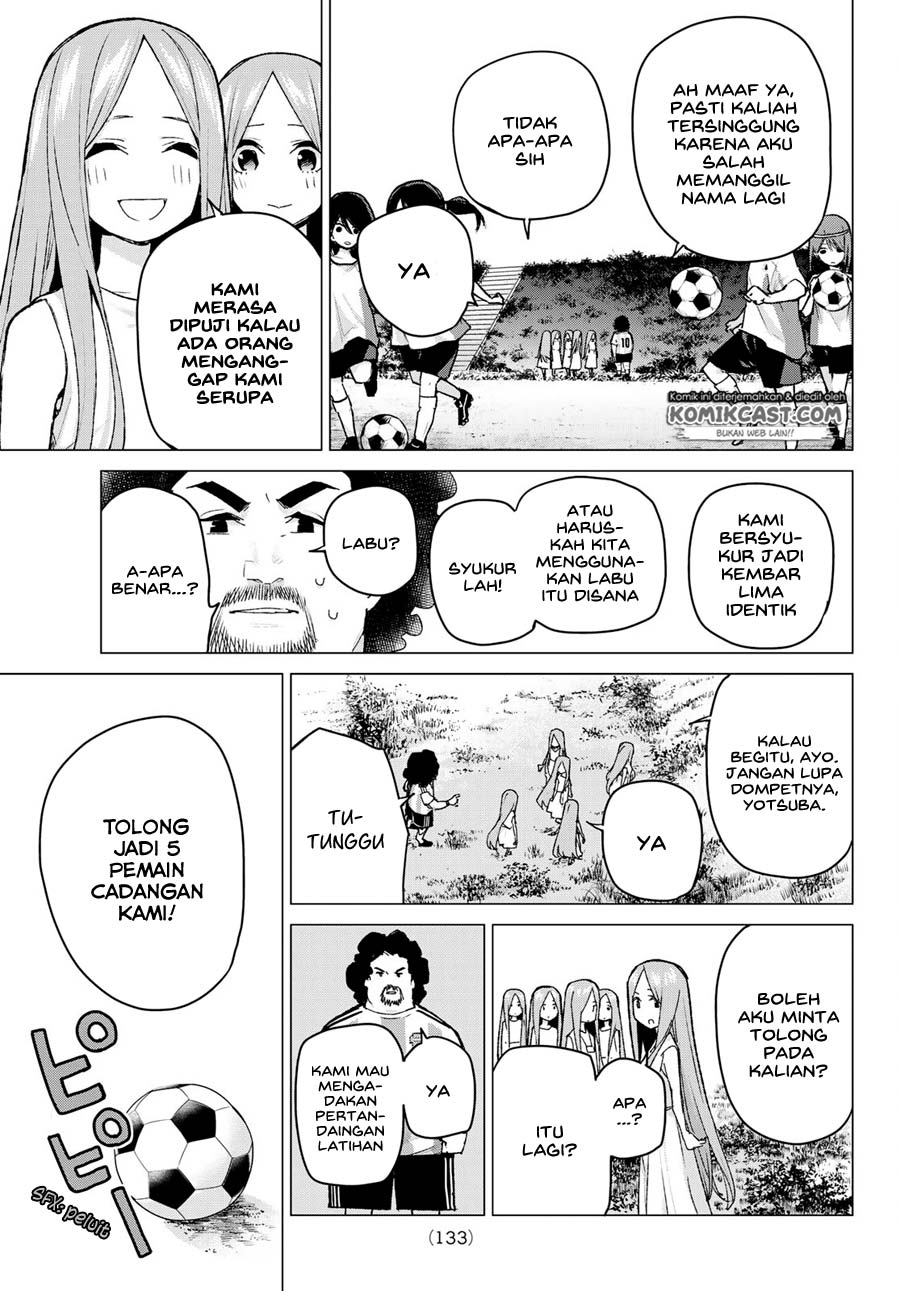 AH MAAF YA,
PASTI KALIAH
TERSINGGUNG
KARENA AKU
SALAH
MEMANGGIL
NAMA LAGI
TIDAK
APA-APA
SIH
YA
10
Komik ini diterjemahkan & diedit oleh
KOMIKCAST.COM
BUKAN WEB LAIN!!
KAMI
MERASA
DIPUJI KALAU
ADA ORANG
MENGANG-
GAP KAMI
SERUPA
KAMI
BERSYU-
KUR JADI
KEMBAR
LIMA
IDENTIK
ATAU
HARUS-
KAH KITA
MENGGUNA-
KAN LABU
ITU DISANA
SYUKUR
LAH!
LABU?
A-APA
BENAR...?
KALAU
BEGITU, AYO.
JANGAN LUPA
DOMPETNYA,
YOTSUBA.
YA
TU-
TUNGGU
BOLEH
AKU MINTA
TOLONG
PADA
KALIAN?
APA
...?
ITU
LAGI?
YA
KAMI MAU
MENGA-
DAKAN
PERTAN-
DAINGAN
LATIHAN
TOLONG
JADI 5
PEMAIN
CADANGAN
KAMI!
ピピー
SFX: peluit
(133)